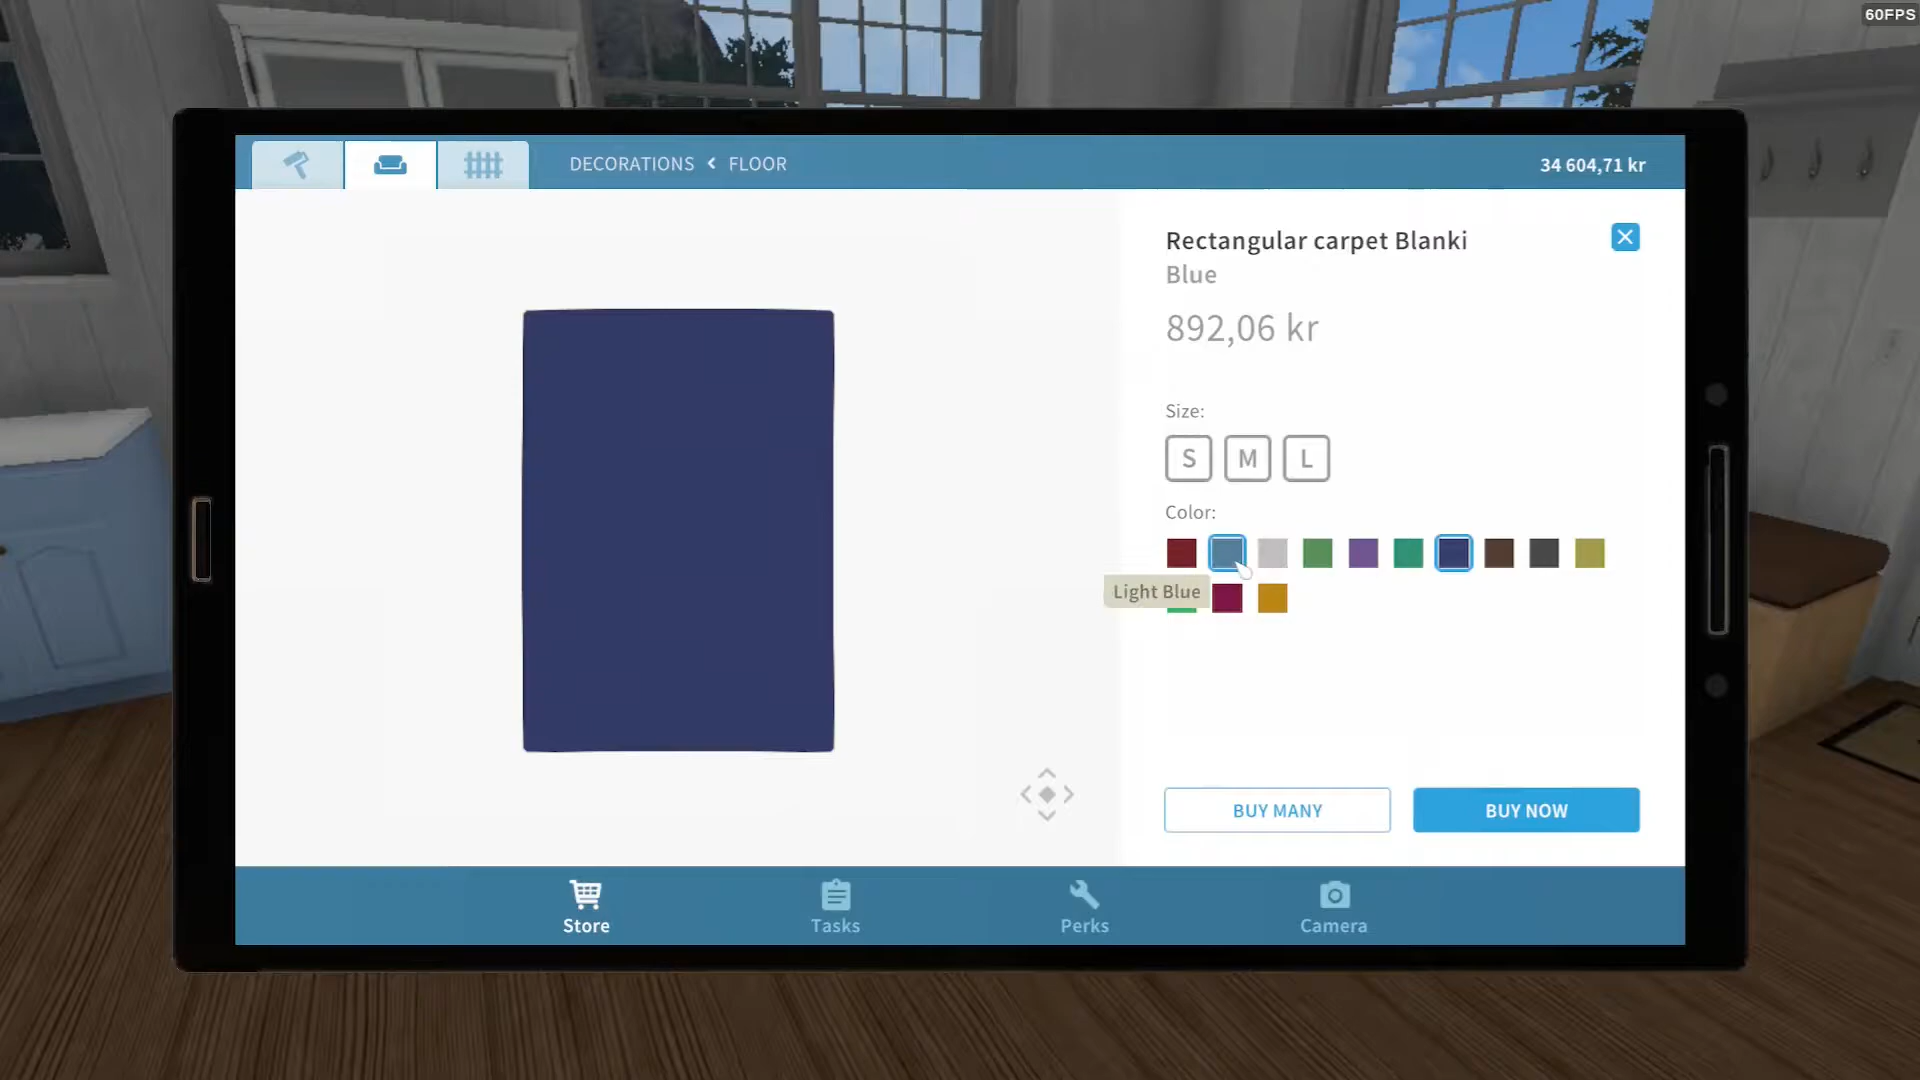 60FPS
DECORATIONS < FLOOR
34 604,71 kr
Rectangular carpet Blanki
Blue
892,06 kr
Size:
S M L
Color:
Light Blue
BUY MANY
BUY NOW
Store
Tasks
Perks
Camera